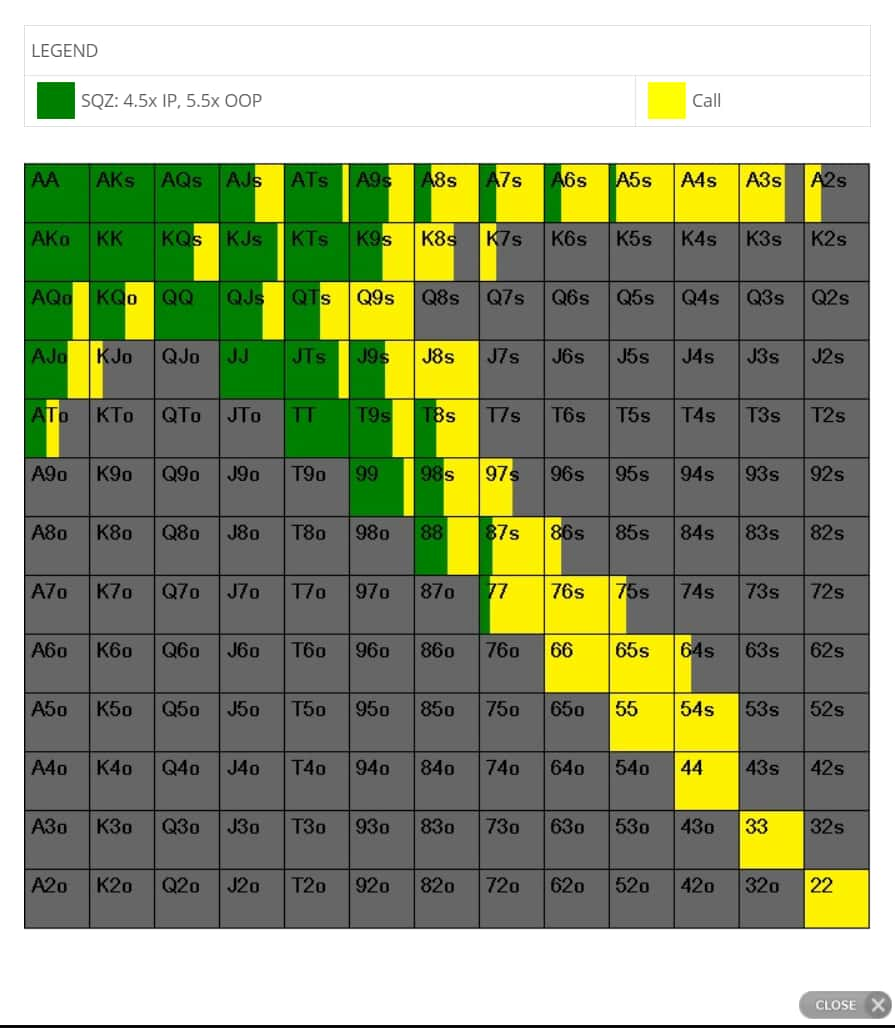 LEGEND
SQZ: 4.5x IP, 5.5x OOP Call
AA AKs AQs AJs ATs A9s A8s A7s A6s A5s A4s A3s A2s
AKo KK KQs KJs KTs K9s K8s K7s K6s K5s K4s K3s K2s
AQo KQo QQ QJs QTs Q9s Q8s Q7s Q6s Q5s Q4s Q3s Q2s
AJo KJo QJo JJ JTs J9s J8s J7s J6s J5s J4s J3s J2s
ATo KTo QTo JTo TT T9s T8s T7s T6s T5s T4s T3s T2s
A9o K9o Q9o J9o T9o 99 98s 97s 96s 95s 94s 93s 92s
A8o K8o Q8o J8o T8o 98o 88 87s 86s 85s 84s 83s 82s
A7o K7o Q7o J7o T7o 97o 87o 77 76s 75s 74s 73s 72s
A6o K6o Q6o J6o T6o 96o 86o 76o 66 65s 64s 63s 62s
A5o K5o Q5o J5o T5o 95o 85o 75o 65o 55 54s 53s 52s
A4o K4o Q4o J4o T4o 94o 84o 74o 64o 54o 44 43s 42s
A3o K3o Q3o J3o T3o 93o 83o 73o 63o 53o 43o 33 32s
A2o K2o Q2o J2o T2o 92o 82o 72o 62o 52o 42o 32o 22
CLOSE